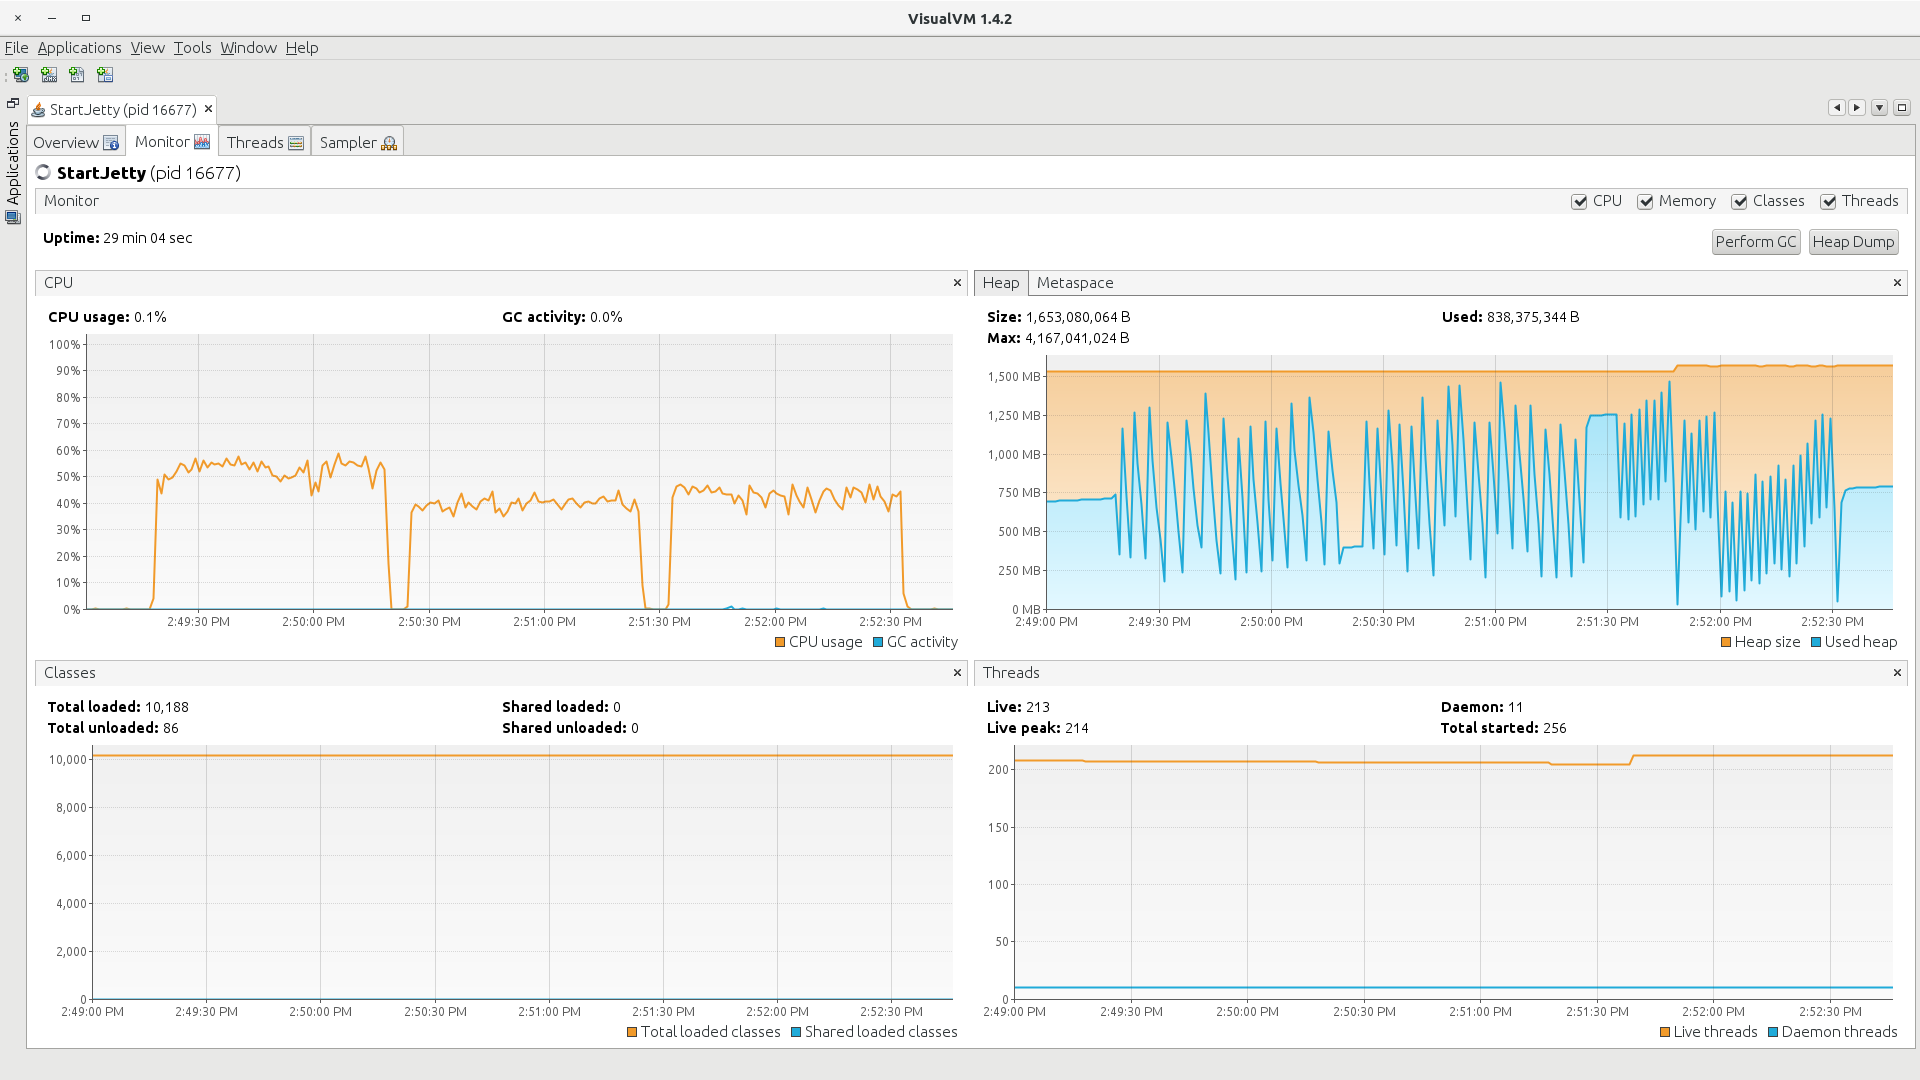 VisualVM 1.4.2
File Applications View Tools Window Help
Applications
StartJetty (pid 16677)
Overview Monitor Threads Sampler
StartJetty (pid 16677)
Monitor CPU Memory Classes Threads
Uptime: 29 min 04 sec
Perform GC Heap Dump
CPU
CPU usage: 0.1% GC activity: 0.0%
100%
90%
80%
70%
60%
50%
40%
30%
20%
10%
0%
2:49:30 PM 2:50:00 PM 2:50:30 PM 2:51:00 PM 2:51:30 PM 2:52:00 PM 2:52:30 PM
CPU usage GC activity
Heap Metaspace
Size: 1,653,080,064 B Used: 838,375,344 B
Max: 4,167,041,024 B
1,500 MB
1,250 MB
1,000 MB
750 MB
500 MB
250 MB
0 MB
2:49:00 PM 2:49:30 PM 2:50:00 PM 2:50:30 PM 2:51:00 PM 2:51:30 PM 2:52:00 PM 2:52:30 PM
Heap size Used heap
Classes
Total loaded: 10,188 Shared loaded: 0
Total unloaded: 86 Shared unloaded: 0
10,000
8,000
6,000
4,000
2,000
0
2:49:00 PM 2:49:30 PM 2:50:00 PM 2:50:30 PM 2:51:00 PM 2:51:30 PM 2:52:00 PM 2:52:30 PM
Total loaded classes Shared loaded classes
Threads
Live: 213 Daemon: 11
Live peak: 214 Total started: 256
200
150
100
50
0
2:49:00 PM 2:49:30 PM 2:50:00 PM 2:50:30 PM 2:51:00 PM 2:51:30 PM 2:52:00 PM 2:52:30 PM
Live threads Daemon threads